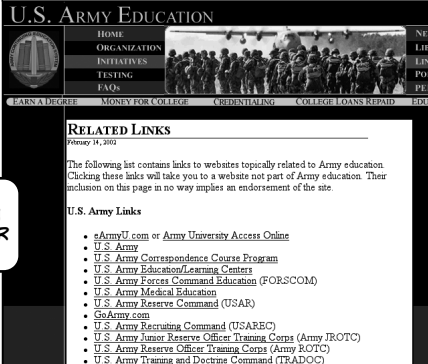 U.S. ARMY EDUCATION
HOME
ORGANIZATION
INITIATIVES
TESTING
FAQs
EARN A DEGREE MONEY FOR COLLEGE CREDENTIALING COLLEGE LOANS REPAID
RELATED LINKS
February 14, 2002
The following list contains links to websites topically related to Army education.
Clicking these links will take you to a website not part of Army education. Their
inclusion on this page in no way implies an endorsement of the site.
U.S. Army Links
eArmyU.com or Army University Access Online
U.S. Army
U.S. Army Correspondence Course Program
U.S. Army Education/Learning Centers
U.S. Army Forces Command Education (FORSCOM)
U.S. Army Medical Education
U.S. Army Reserve Command (USAR)
GoArmy.com
U.S. Army Recruiting Command (USAREC)
U.S. Army Junior Reserve Officer Training Corps (Army JROTC)
U.S. Army Reserve Officer Training Corps (Army ROTC)
U.S. Army Training and Doctrine Command (TRADOC)